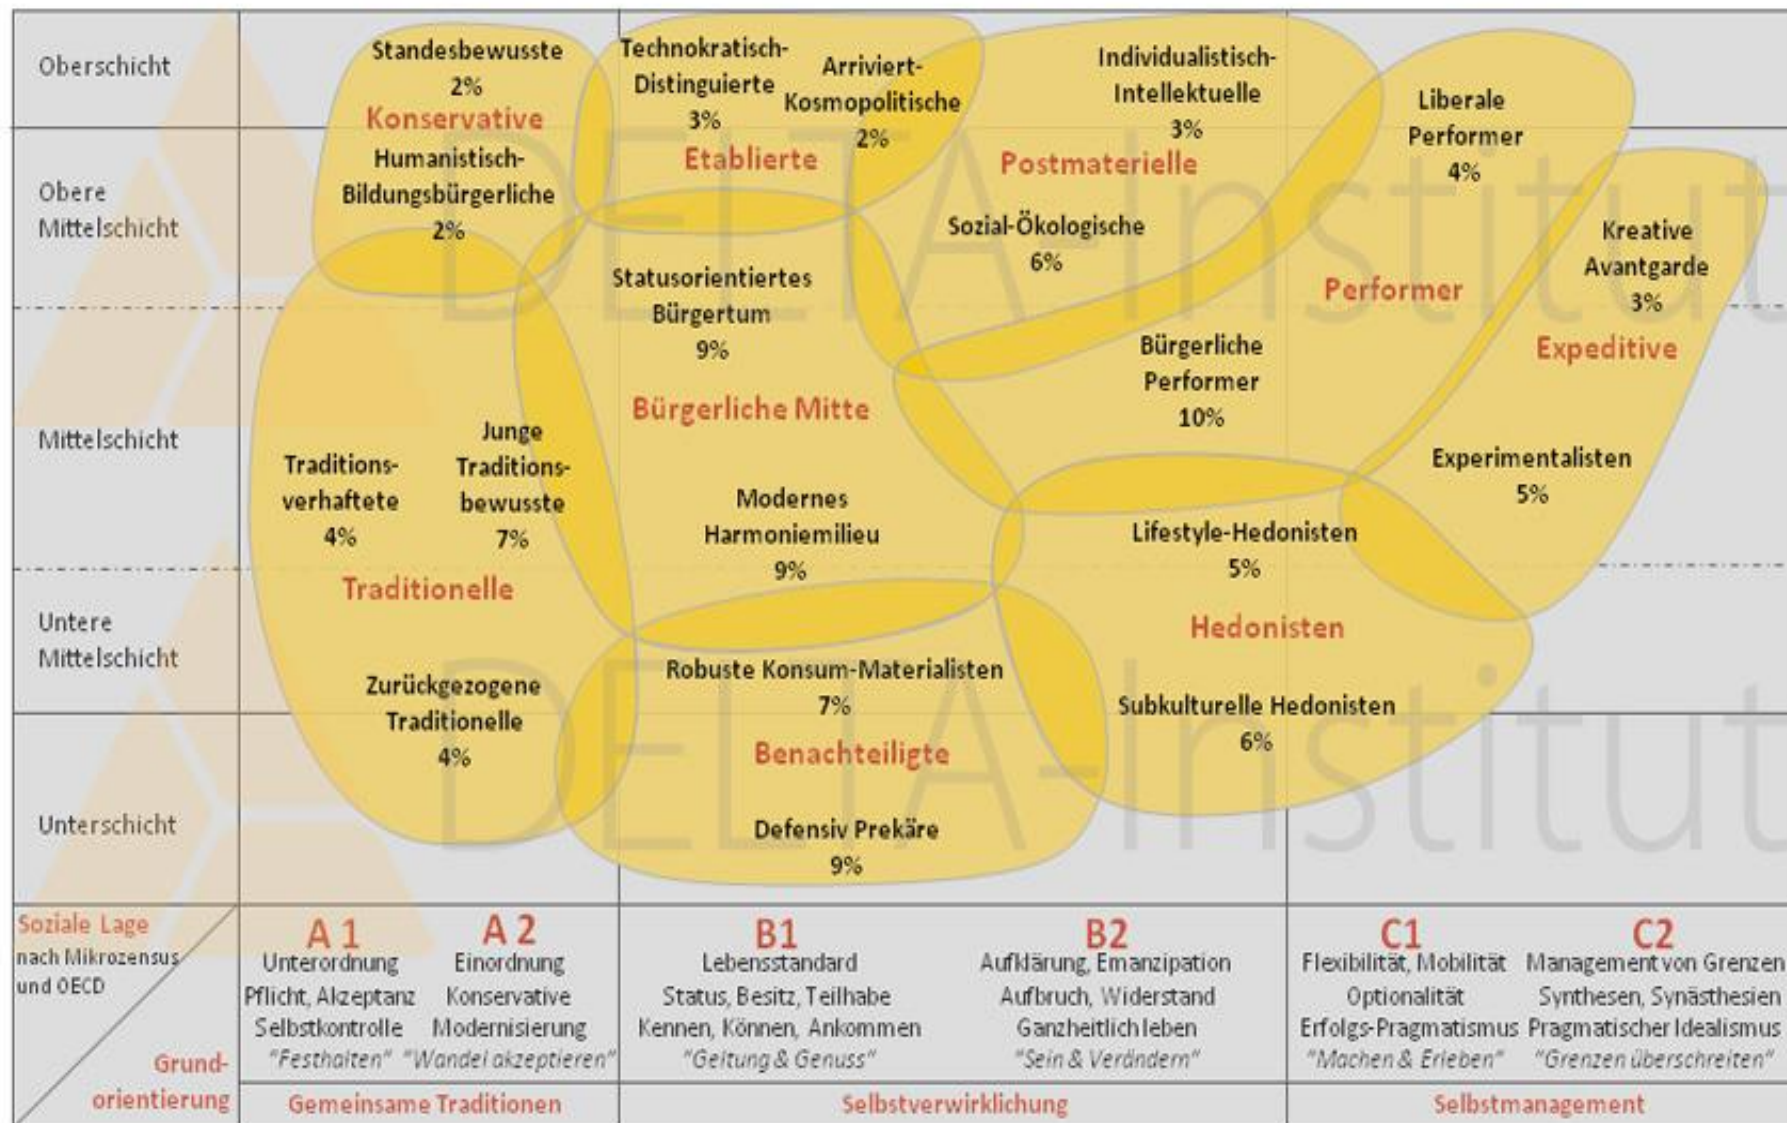 Oberschicht
Obere
Mittelschicht
Mittelschicht
Untere
Mittelschicht
Unterschicht
Standesbewusste
2%
Konservative
Humanistisch-
Bildungsbürgerliche
2%
Technokratisch-
Distinguierte
3%
Arriviert-
Kosmopolitische
2%
Etablierte
Individualistisch-
Intellektuelle
3%
Postmaterielle
Sozial-Ökologische
6%
Liberale
Performer
4%
Performer
Bürgerliche
Performer
10%
Kreative
Avantgarde
3%
Expeditive
Experimentalisten
5%
Statusorientiertes
Bürgertum
9%
Bürgerliche Mitte
Modernes
Harmoniemilieu
9%
Traditions-
verhaftete
4%
Junge
Traditions-
bewusste
7%
Traditionelle
Zurückgezogene
Traditionelle
4%
Lifestyle-Hedonisten
5%
Hedonisten
Subkulturelle Hedonisten
6%
Robuste Konsum-Materialisten
7%
Benachteiligte
Defensiv Prekäre
9%
DELTA-Institut
DELTA-Institut
Soziale Lage
nach Mikrozensus
und OECD
Grund-
orientierung
A 1
Unterordnung
Pflicht, Akzeptanz
Selbstkontrolle
"Festhalten"
A 2
Einordnung
Konservative
Modernisierung
"Wandel akzeptieren"
B1
Lebensstandard
Status, Besitz, Teilhabe
Kennen, Können, Ankommen
"Geltung & Genuss"
B2
Aufklärung, Emanzipation
Aufbruch, Widerstand
Ganzheitlich leben
"Sein & Verändern"
C1
Flexibilität, Mobilität
Optionalität
Erfolgs-Pragmatismus
"Machen & Erleben"
C2
Management von Grenzen
Synthesen, Synästhesien
Pragmatischer Idealismus
"Grenzen überschreiten"
Gemeinsame Traditionen
Selbstverwirklichung
Selbstmanagement